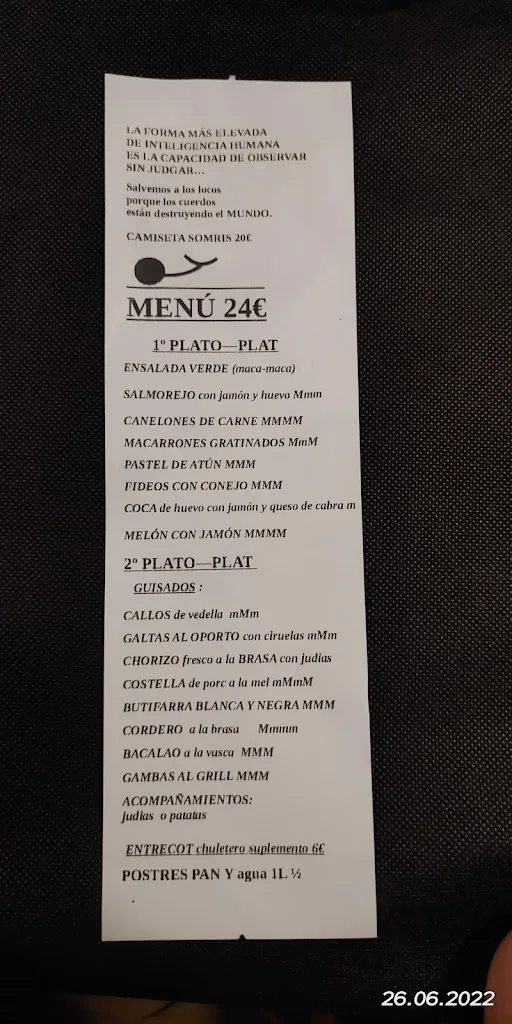 LA FORMA MÁS ELEVADA
DE INTELIGENCIA HUMANA
ES LA CAPACIDAD DE OBSERVAR
SIN JUDGAR...
Salvemos a los locos
porque los cuerdos
están destruyendo el MUNDO.
CAMISETA SOMRIS 20€
MENÚ 24€
1º PLATO—PLAT
ENSALADA VERDE (maca-maca)
SALMOREJO con jamón y huevo Mmm
CANELONES DE CARNE MMMM
MACARRONES GRATINADOS MmM
PASTEL DE ATÚN MMM
FIDEOS CON CONEJO MMM
COCA de huevo con jamón y queso de cabra m
MELÓN CON JAMÓN MMMM
2º PLATO—PLAT
GUISADOS :
CALLOS de vedella mMm
GALTAS AL OPORTO con ciruelas mMm
CHORIZO fresco a la BRASA con judias
COSTELLA de porc a la mel mMmM
BUTIFARRA BLANCA Y NEGRA MMM
CORDERO a la brasa Mmmm
BACALAO a la vasca MMM
GAMBAS AL GRILL MMM
ACOMPAÑAMIENTOS:
judias o patatas
ENTRECOT chuletero suplemento 6€
POSTRES PAN Y agua 1L ½
26.06.2022